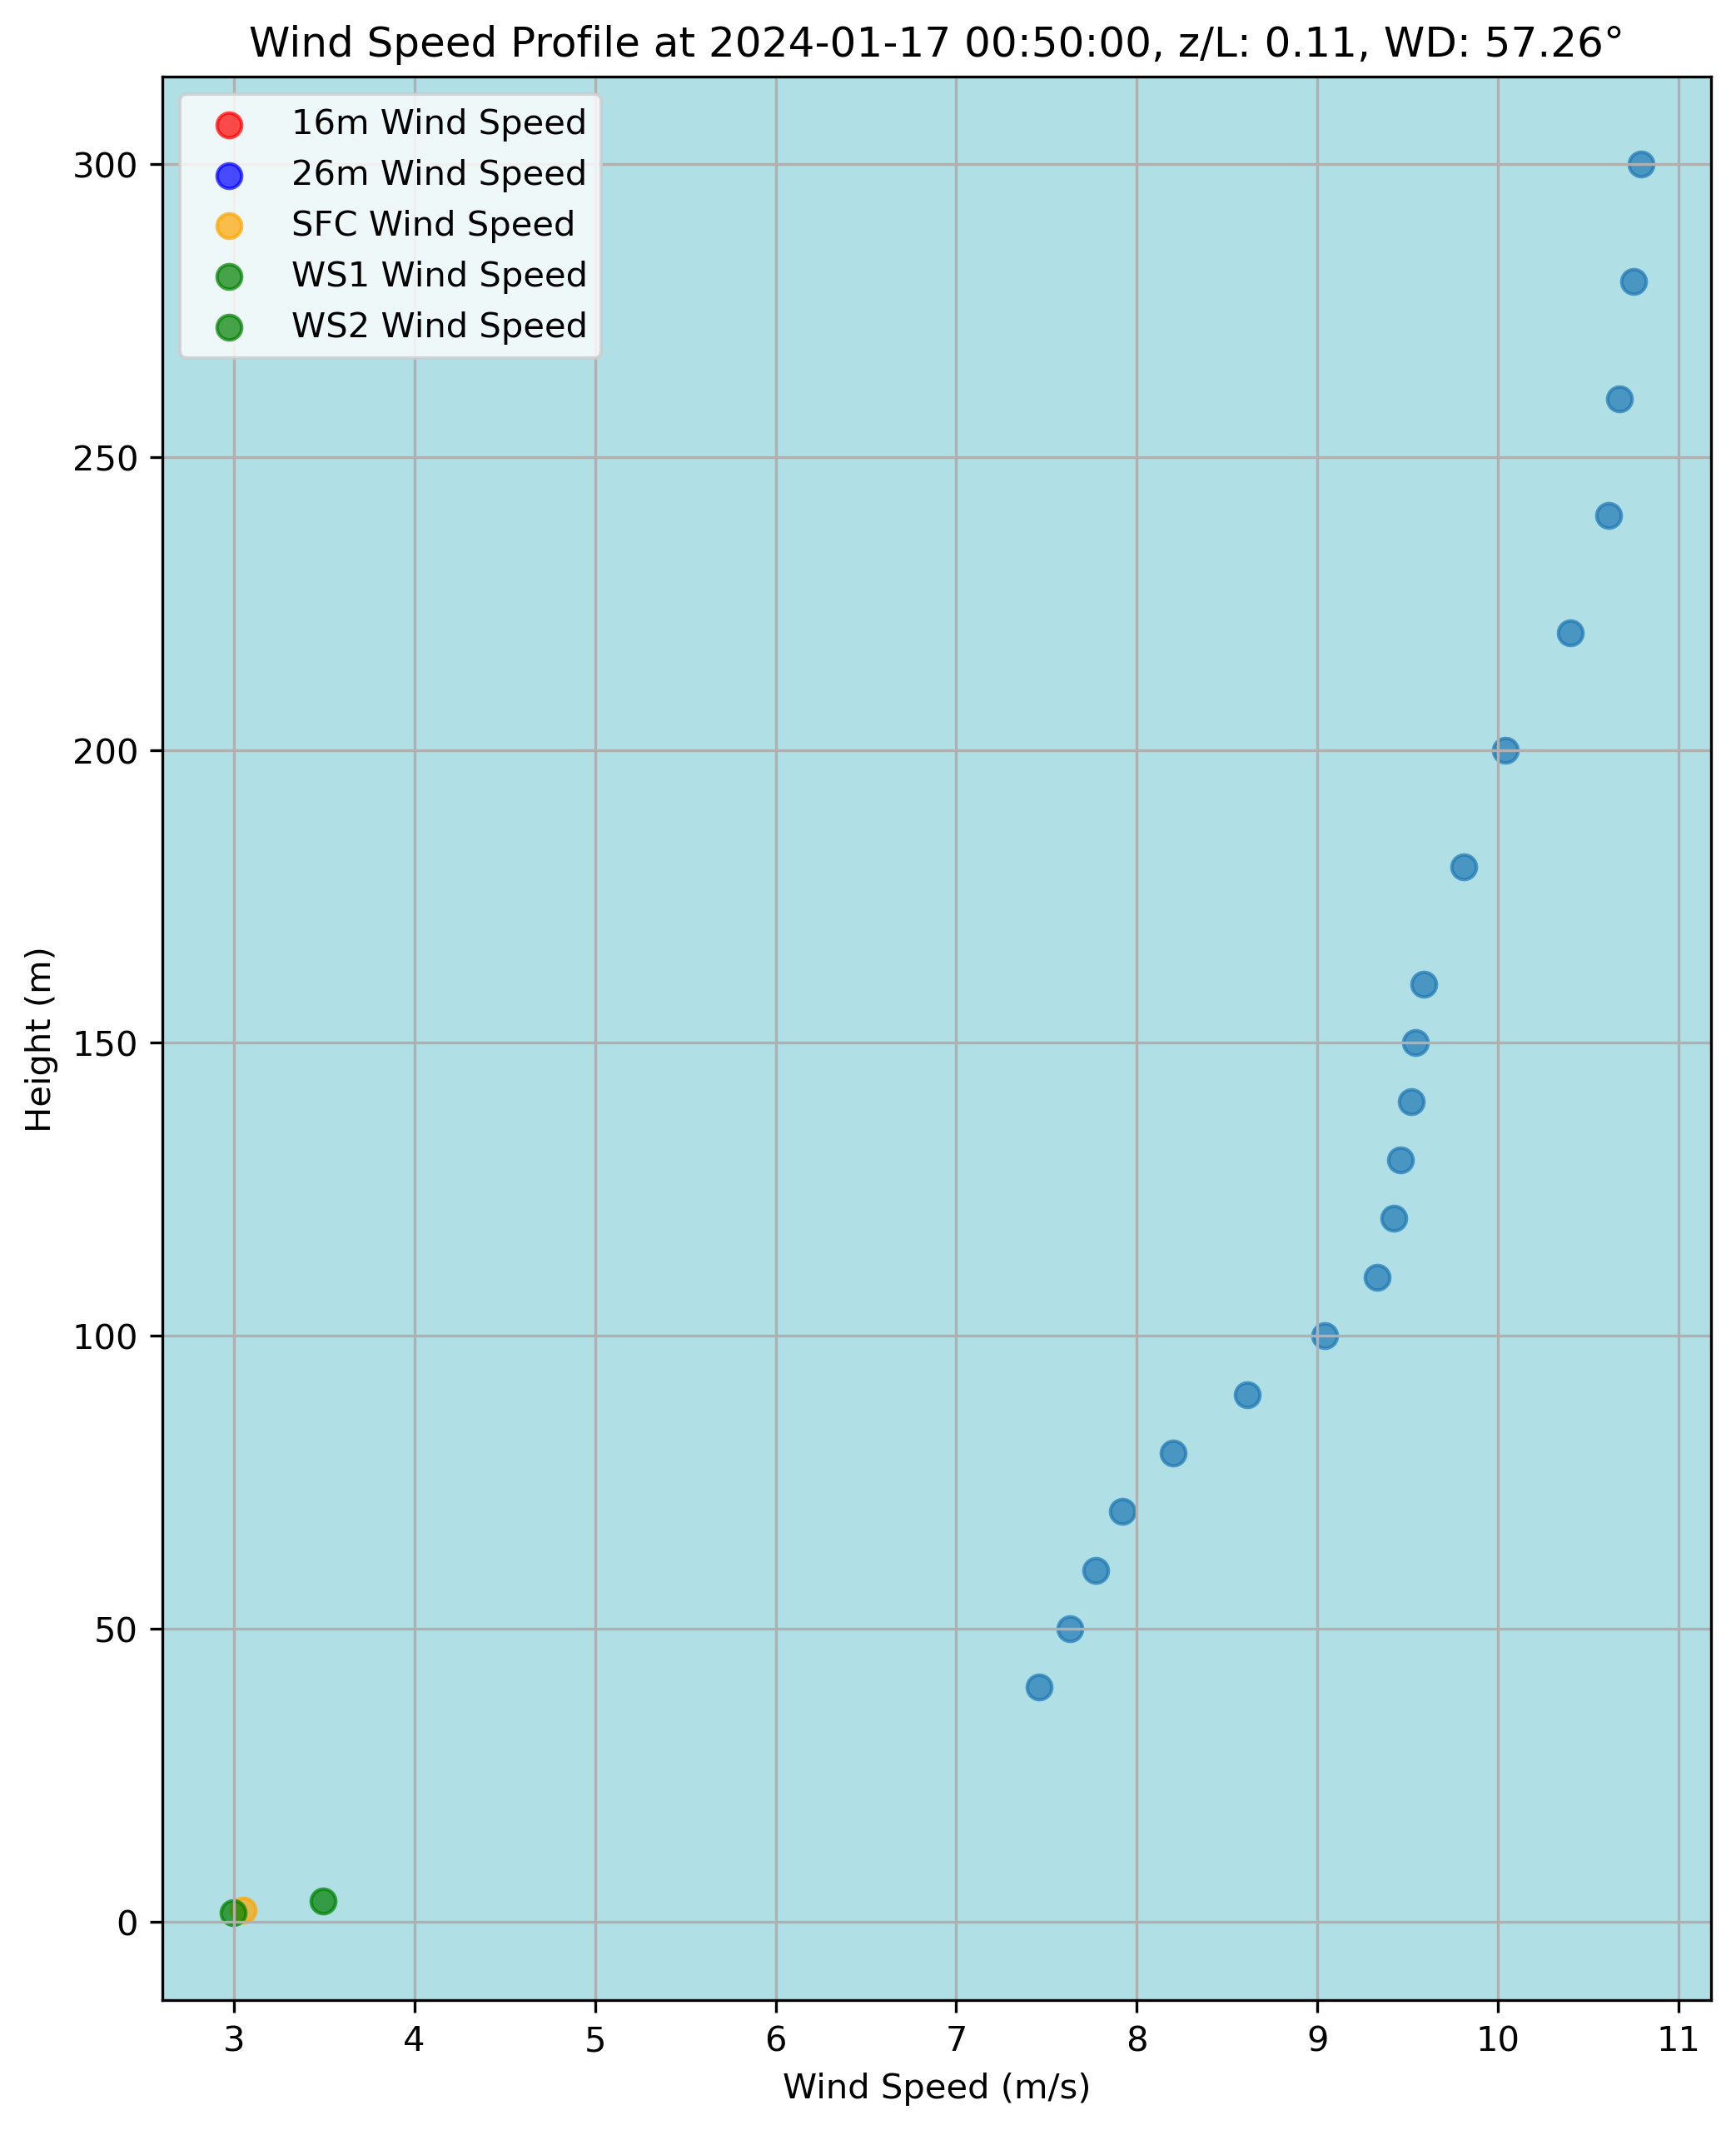 Wind Speed Profile at 2024-01-17 00:50:00, z/L: 0.11, WD: 57.26°
16m Wind Speed
26m Wind Speed
SFC Wind Speed
WS1 Wind Speed
WS2 Wind Speed
300
250
200
150
100
50
0
Height (m)
3 4 5 6 7 8 9 10 11
Wind Speed (m/s)